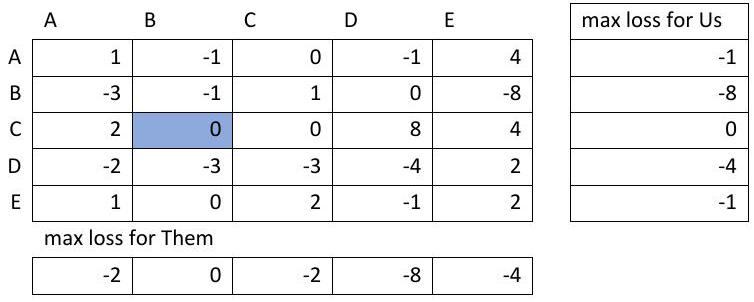 A B C D E max loss for Us
A 1 -1 0 -1 4 -1
B -3 -1 1 0 -8 -8
C 2 0 0 8 4 0
D -2 -3 -3 -4 2 -4
E 1 0 2 -1 2 -1
max loss for Them
-2 0 -2 -8 -4